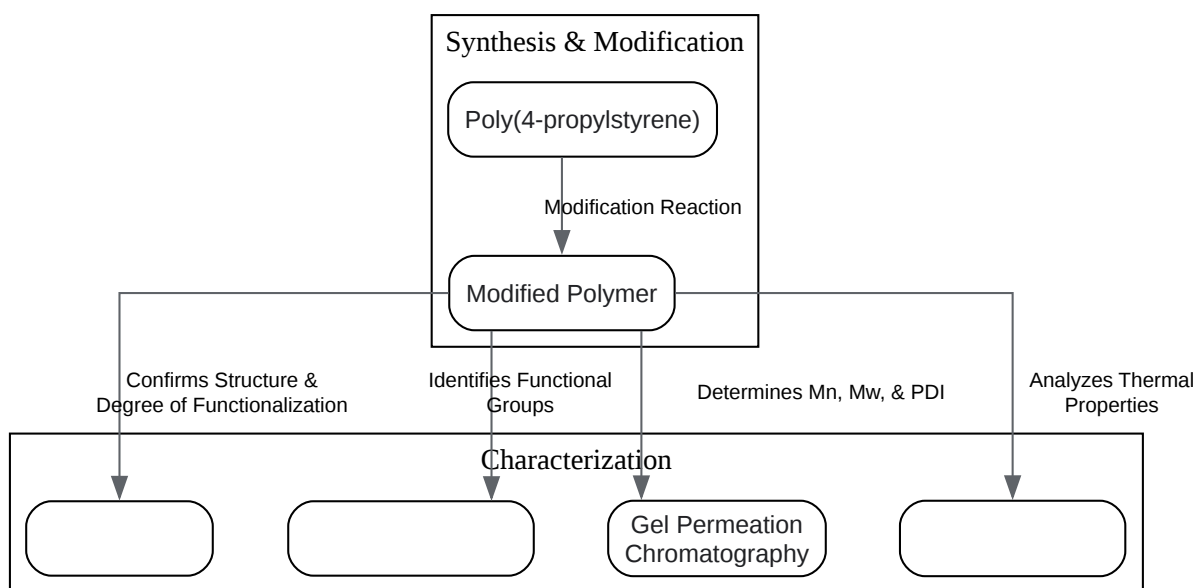 Synthesis & Modification
Poly(4-propylstyrene)
Modification Reaction
Modified Polymer
Confirms Structure &
Degree of Functionalization
Identifies Functional
Groups
Determines Mn, Mw, & PDI
Analyzes Thermal
Properties
Characterization
Gel Permeation
Chromatography